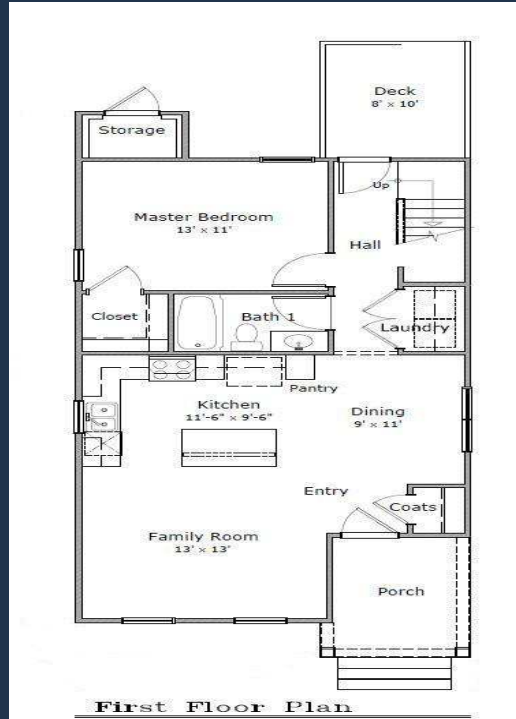 Deck
8' x 10'
Storage
Up
Master Bedroom
13' x 11'
Hall
Closet
Bath 1
Laundry
Pantry
Kitchen
11'-6" x 9'-6"
Dining
9' x 11'
Entry
Coats
Family Room
13' x 13'
Porch
First Floor Plan